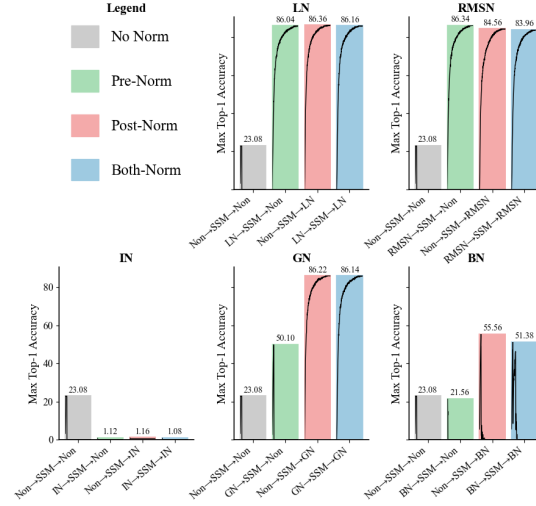 Legend
No Norm
Pre-Norm
Post-Norm
Both-Norm
LN
Max Top-1 Accuracy
23.08
86.04
86.36
86.16
Non→SSM→Non
LN→SSM→Non
Non→SSM→LN
LN→SSM→LN
RMSN
Max Top-1 Accuracy
23.08
86.34
84.56
83.96
Non→SSM→Non
RMSN→SSM→Non
Non→SSM→RMSN
RMSN→SSM→RMSN
IN
Max Top-1 Accuracy
80
60
40
20
0
23.08
1.12
1.16
1.08
Non→SSM→Non
IN→SSM→Non
Non→SSM→IN
IN→SSM→IN
GN
Max Top-1 Accuracy
23.08
50.10
86.22
86.14
Non→SSM→Non
GN→SSM→Non
Non→SSM→GN
GN→SSM→GN
BN
Max Top-1 Accuracy
23.08
21.56
55.56
51.38
Non→SSM→Non
BN→SSM→Non
Non→SSM→BN
BN→SSM→BN